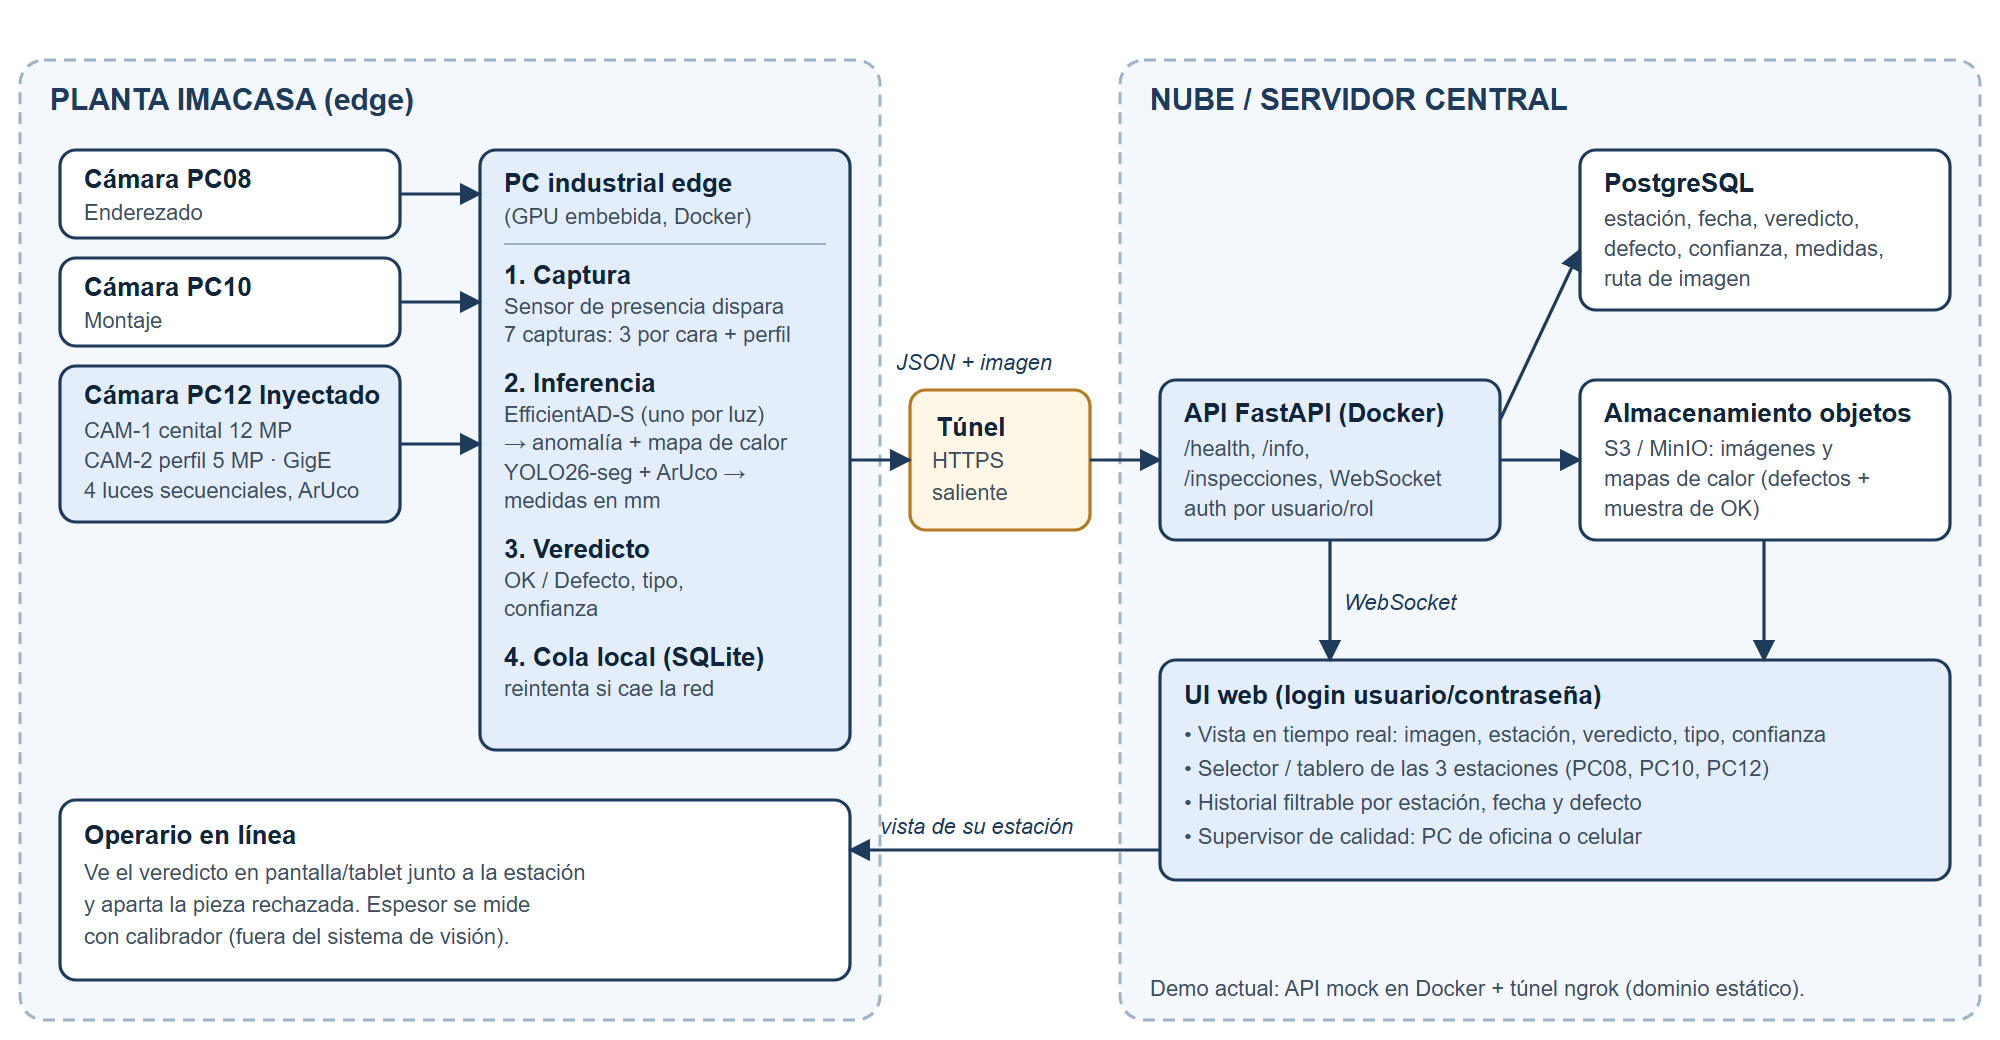 PLANTA IMACASA (edge)
Cámara PC08
Enderezado
Cámara PC10
Montaje
Cámara PC12 Inyectado
CAM-1 cenital 12 MP
CAM-2 perfil 5 MP · GigE
4 luces secuenciales, ArUco
PC industrial edge
(GPU embebida, Docker)
1. Captura
Sensor de presencia dispara
7 capturas: 3 por cara + perfil
2. Inferencia
EfficientAD-S (uno por luz)
→ anomalía + mapa de calor
YOLO26-seg + ArUco →
medidas en mm
3. Veredicto
OK / Defecto, tipo,
confianza
4. Cola local (SQLite)
reintenta si cae la red
Operario en línea
Ve el veredicto en pantalla/tablet junto a la estación
y aparta la pieza rechazada. Espesor se mide
con calibrador (fuera del sistema de visión).
JSON + imagen
Túnel
HTTPS
saliente
vista de su estación
NUBE / SERVIDOR CENTRAL
PostgreSQL
estación, fecha, veredicto,
defecto, confianza, medidas,
ruta de imagen
API FastAPI (Docker)
/health, /info,
/inspecciones, WebSocket
auth por usuario/rol
Almacenamiento objetos
S3 / MinIO: imágenes y
mapas de calor (defectos +
muestra de OK)
WebSocket
UI web (login usuario/contraseña)
• Vista en tiempo real: imagen, estación, veredicto, tipo, confianza
• Selector / tablero de las 3 estaciones (PC08, PC10, PC12)
• Historial filtrable por estación, fecha y defecto
• Supervisor de calidad: PC de oficina o celular
Demo actual: API mock en Docker + túnel ngrok (dominio estático).